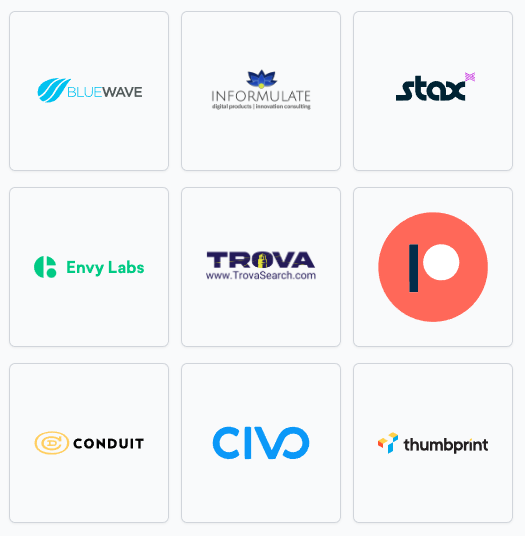 BLUEWAVE
INFORMULATE
digital products | innovation consulting
stax
Envy Labs
TROVA
www.TrovaSearch.com
CONDUIT
CIVO
thumbprint